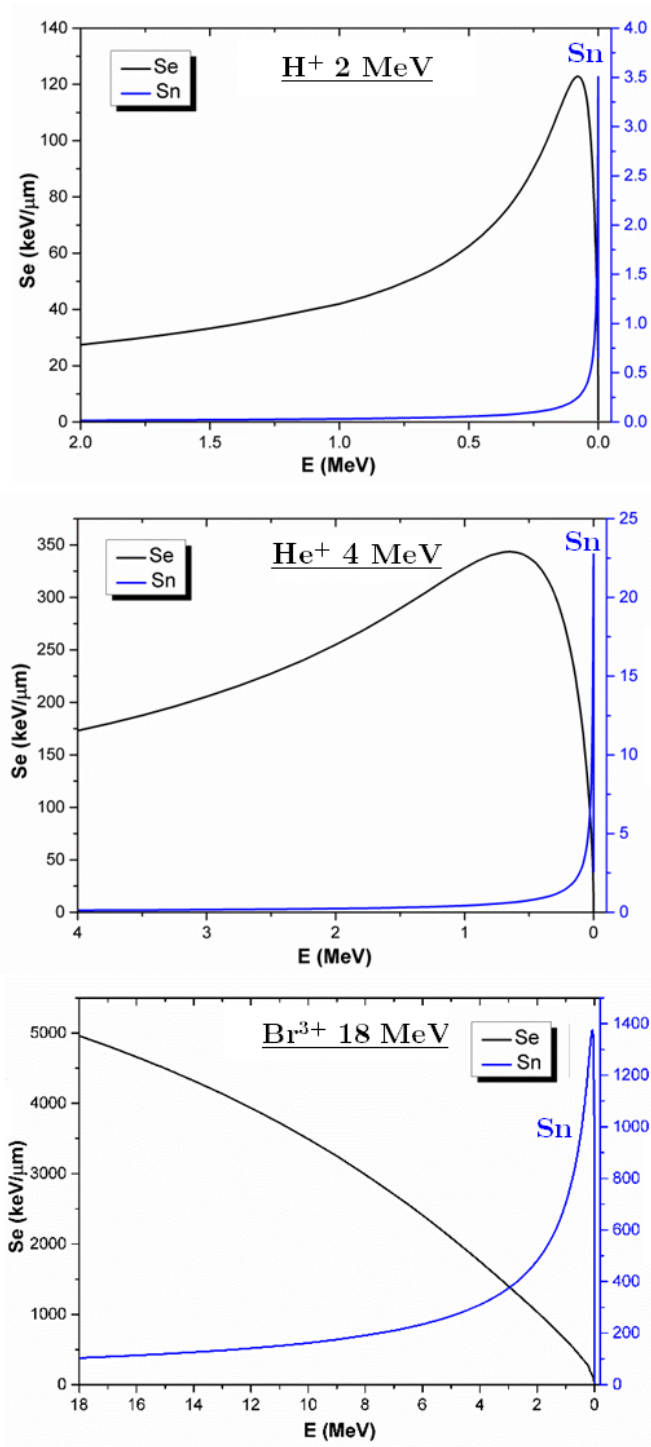 140
120
100
80
60
40
20
0
Se (keV/μm)
Se
Sn
H⁺ 2 MeV
Sn
4.0
3.5
3.0
2.5
2.0
1.5
1.0
0.5
0.0
2.0 1.5 1.0 0.5 0.0
E (MeV)
350
300
250
200
150
100
50
0
Se (keV/μm)
Se
Sn
He⁺ 4 MeV
Sn
25
20
15
10
5
0
4 3 2 1 0
E (MeV)
5000
4000
3000
2000
1000
0
Se (keV/μm)
Br³⁺ 18 MeV
Se
Sn
Sn
1400
1200
1000
800
600
400
200
0
18 16 14 12 10 8 6 4 2 0
E (MeV)